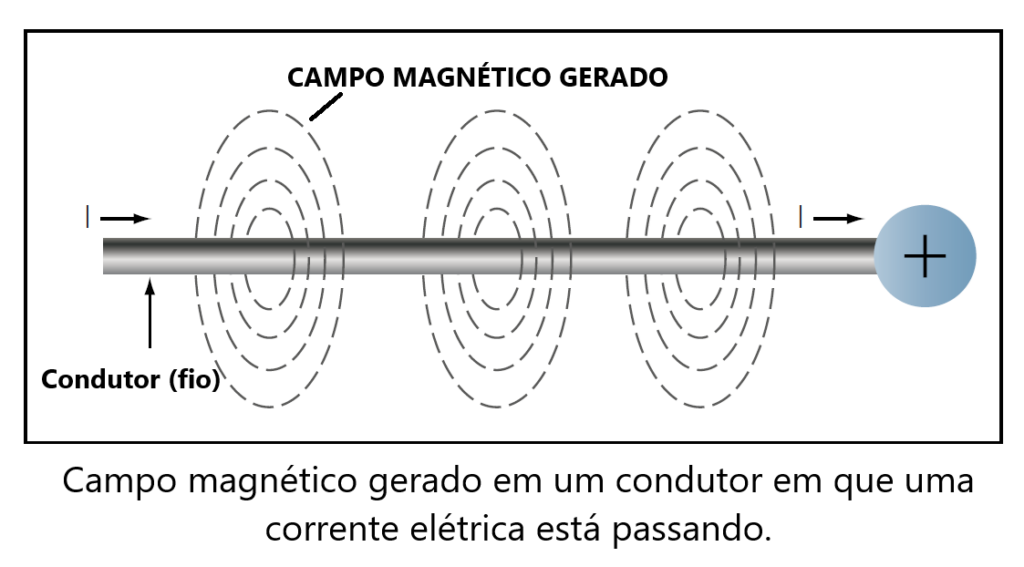 CAMPO MAGNÉTICO GERADO
| |
+
Condutor (fio)
Campo magnético gerado em um condutor em que uma
corrente elétrica está passando.